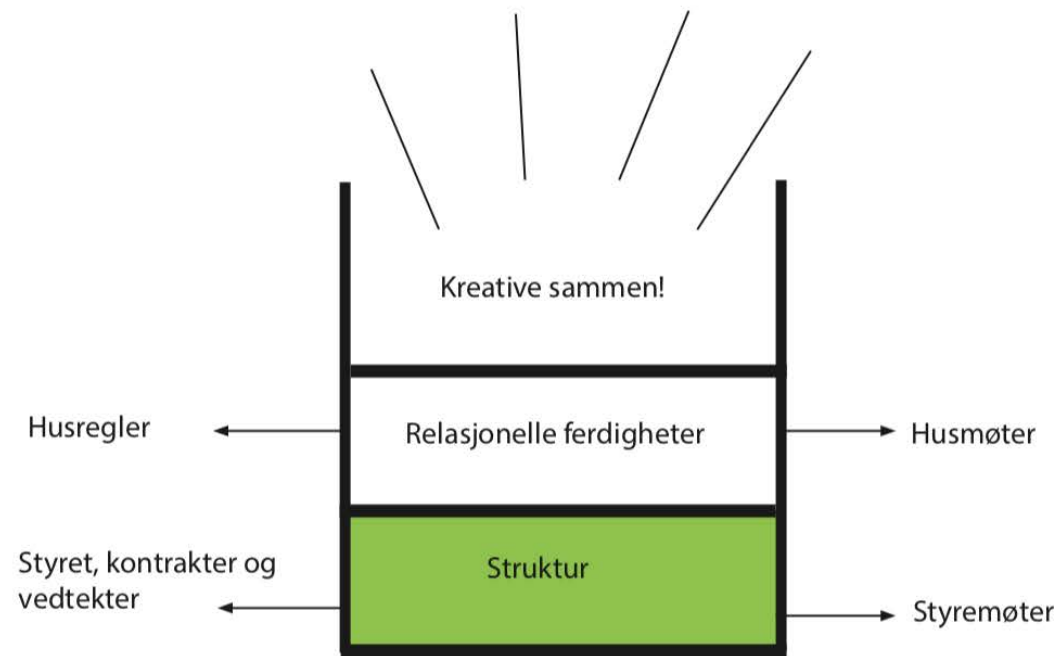 Kreative sammen!
Husregler
Relasjonelle ferdigheter
Husmøter
Styret, kontrakter og
vedtekter
Struktur
Styremøter